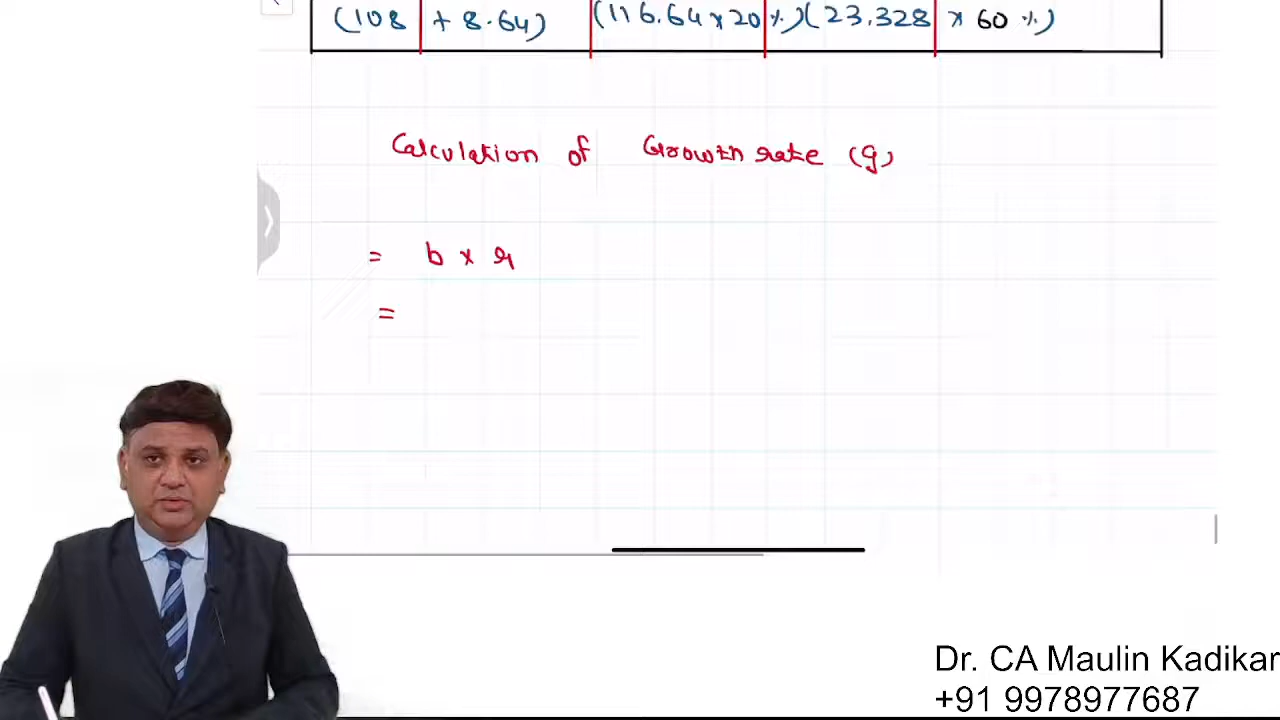 (108 + 8.64) (116.64 x 20 %) (23.328 x 60 %)
Calculation of Growth rate (g)
= b x r
=
Dr. CA Maulin Kadikar
+91 9978977687